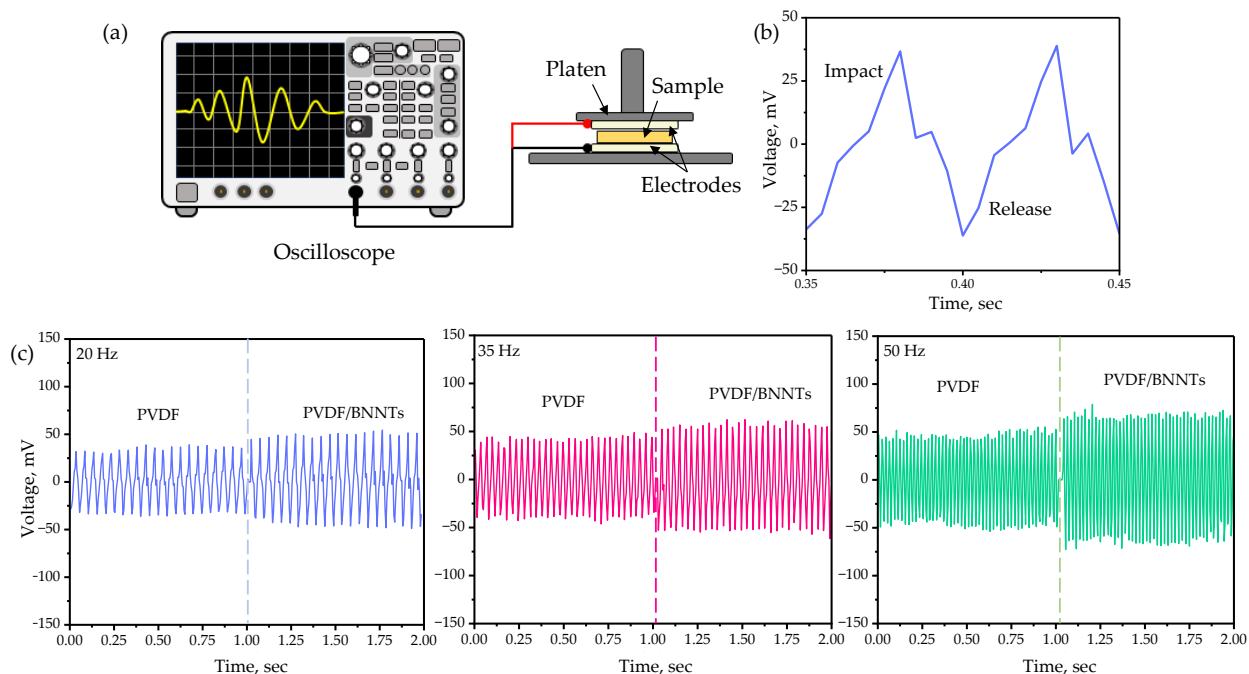 (a)
Platen
Sample
Electrodes
Oscilloscope
(b)
50
25
0
−25
−50
Voltage, mV
Impact
Release
0.35
0.40
0.45
Time, sec
(c)
150
100
50
0
−50
−100
−150
Voltage, mV
20 Hz
PVDF
PVDF/BNNTs
0.00 0.25 0.50 0.75 1.00 1.25 1.50 1.75 2.00
Time, sec
150
100
50
0
−50
−100
−150
35 Hz
PVDF
PVDF/BNNTs
0.00 0.25 0.50 0.75 1.00 1.25 1.50 1.75 2.00
Time, sec
150
100
50
0
−50
−100
−150
50 Hz
PVDF
PVDF/BNNTs
0.00 0.25 0.50 0.75 1.00 1.25 1.50 1.75 2.00
Time, sec